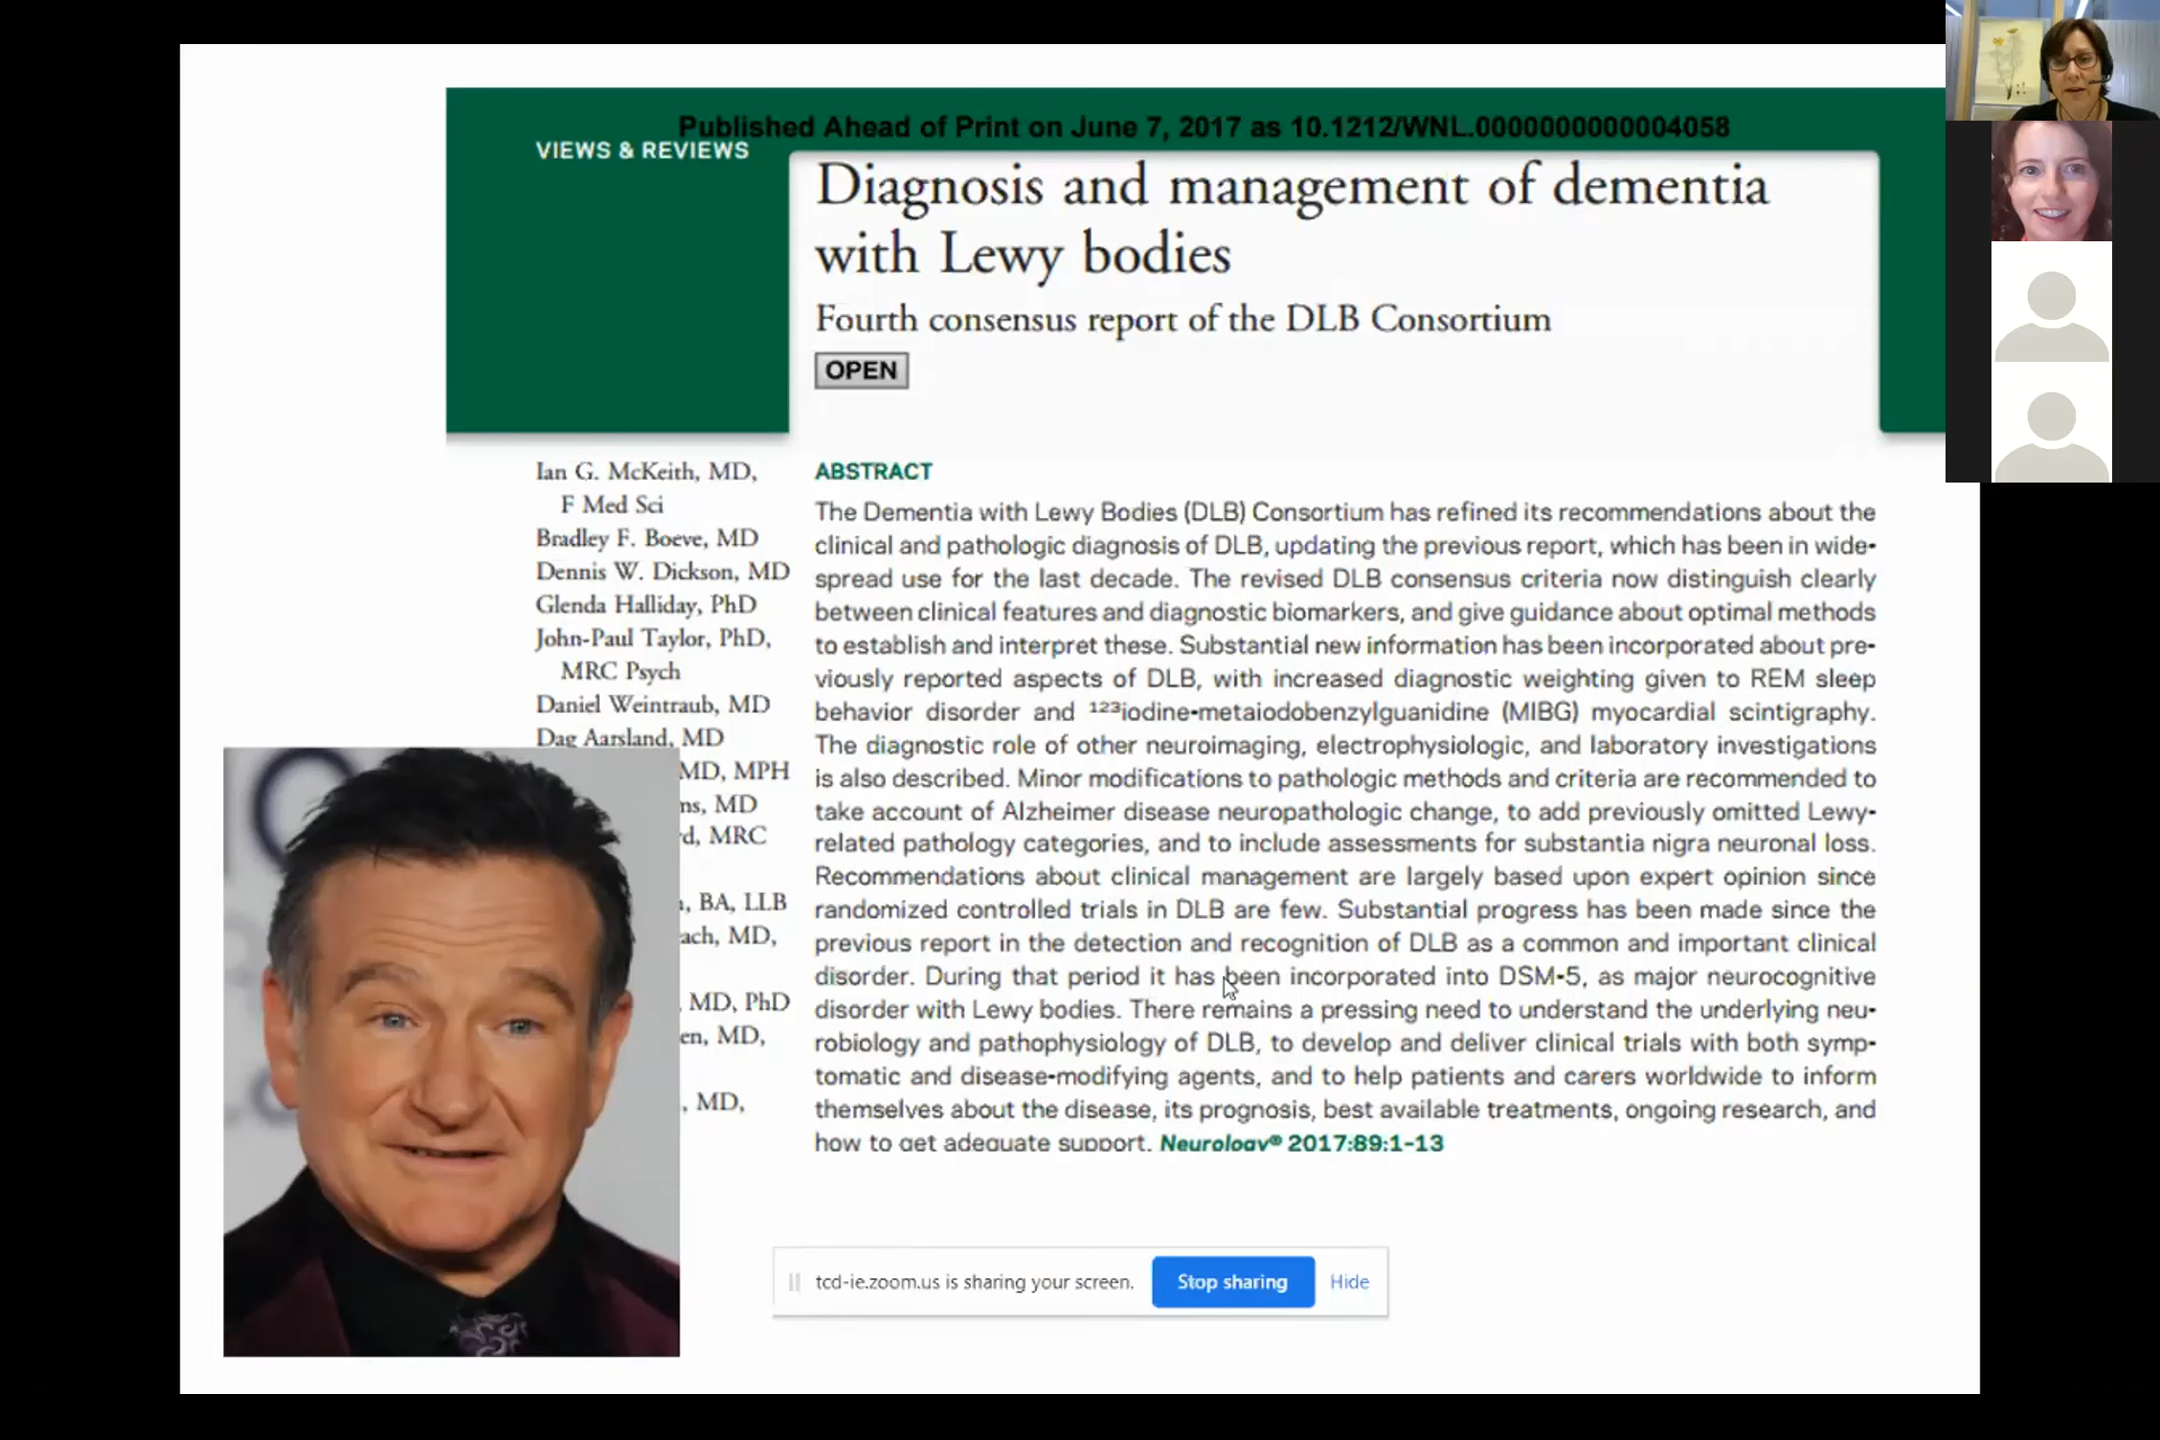 Published Ahead of Print on June 7, 2017 as 10.1212/WNL.0000000000004058
VIEWS & REVIEWS
Diagnosis and management of dementia
with Lewy bodies
Fourth consensus report of the DLB Consortium
OPEN
Ian G. McKeith, MD,
F Med Sci
Bradley F. Boeve, MD
Dennis W. Dickson, MD
Glenda Halliday, PhD
John-Paul Taylor, PhD,
MRC Psych
Daniel Weintraub, MD
Dag Aarsland, MD
MD, MPH
ns, MD
rd, MRC
, BA, LLB
ach, MD,
, MD, PhD
en, MD,
, MD,
ABSTRACT
The Dementia with Lewy Bodies (DLB) Consortium has refined its recommendations about the
clinical and pathologic diagnosis of DLB, updating the previous report, which has been in wide-
spread use for the last decade. The revised DLB consensus criteria now distinguish clearly
between clinical features and diagnostic biomarkers, and give guidance about optimal methods
to establish and interpret these. Substantial new information has been incorporated about pre-
viously reported aspects of DLB, with increased diagnostic weighting given to REM sleep
behavior disorder and ¹²³iodine-metaiodobenzylguanidine (MIBG) myocardial scintigraphy.
The diagnostic role of other neuroimaging, electrophysiologic, and laboratory investigations
is also described. Minor modifications to pathologic methods and criteria are recommended to
take account of Alzheimer disease neuropathologic change, to add previously omitted Lewy-
related pathology categories, and to include assessments for substantia nigra neuronal loss.
Recommendations about clinical management are largely based upon expert opinion since
randomized controlled trials in DLB are few. Substantial progress has been made since the
previous report in the detection and recognition of DLB as a common and important clinical
disorder. During that period it has been incorporated into DSM-5, as major neurocognitive
disorder with Lewy bodies. There remains a pressing need to understand the underlying neu-
robiology and pathophysiology of DLB, to develop and deliver clinical trials with both symp-
tomatic and disease-modifying agents, and to help patients and carers worldwide to inform
themselves about the disease, its prognosis, best available treatments, ongoing research, and
how to get adequate support. Neurology® 2017;89:1–13
tcd-ie.zoom.us is sharing your screen.
Stop sharing
Hide